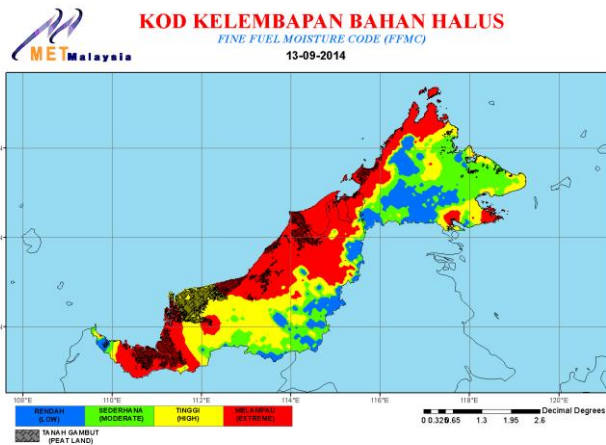 METMalaysia
KOD KELEMBAPAN BAHAN HALUS
FINE FUEL MOISTURE CODE (FFMC)
13-09-2014
108°E 110°E 112°E 114°E 116°E 118°E 120°E
RENDAH
(LOW)
SEDERHANA
(MODERATE)
TINGGI
(HIGH)
MELAMPAU
(EXTREME)
TANAH GAMBUT
(PEAT LAND)
Decimal Degrees
0 0.325 0.65 1.3 1.95 2.6